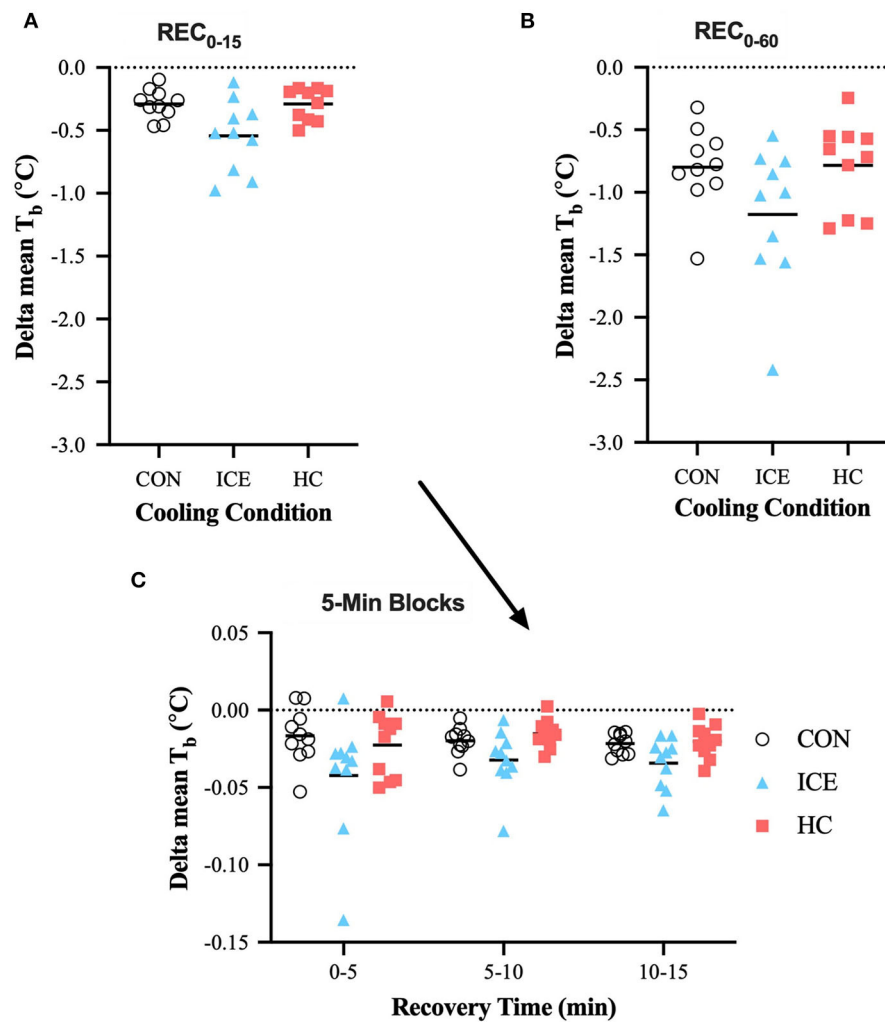 A
REC0-15
0.0
-0.5
-1.0
-1.5
-2.0
-2.5
-3.0
Delta mean Tb (°C)
CON ICE HC
Cooling Condition
B
REC0-60
0.0
-0.5
-1.0
-1.5
-2.0
-2.5
-3.0
Delta mean Tb (°C)
CON ICE HC
Cooling Condition
C
5-Min Blocks
0.05
0.00
-0.05
-0.10
-0.15
Delta mean Tb (°C)
0-5 5-10 10-15
Recovery Time (min)
CON
ICE
HC